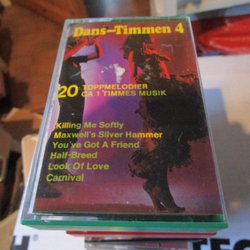 Dans-Timmen 4
20 TOPPMELODIER
CA 1 TIMMES MUSIK
Killing Me Softly
Maxwell's Silver Hammer
You've Got A Friend
Half-Breed
Look Of Love
Carnival